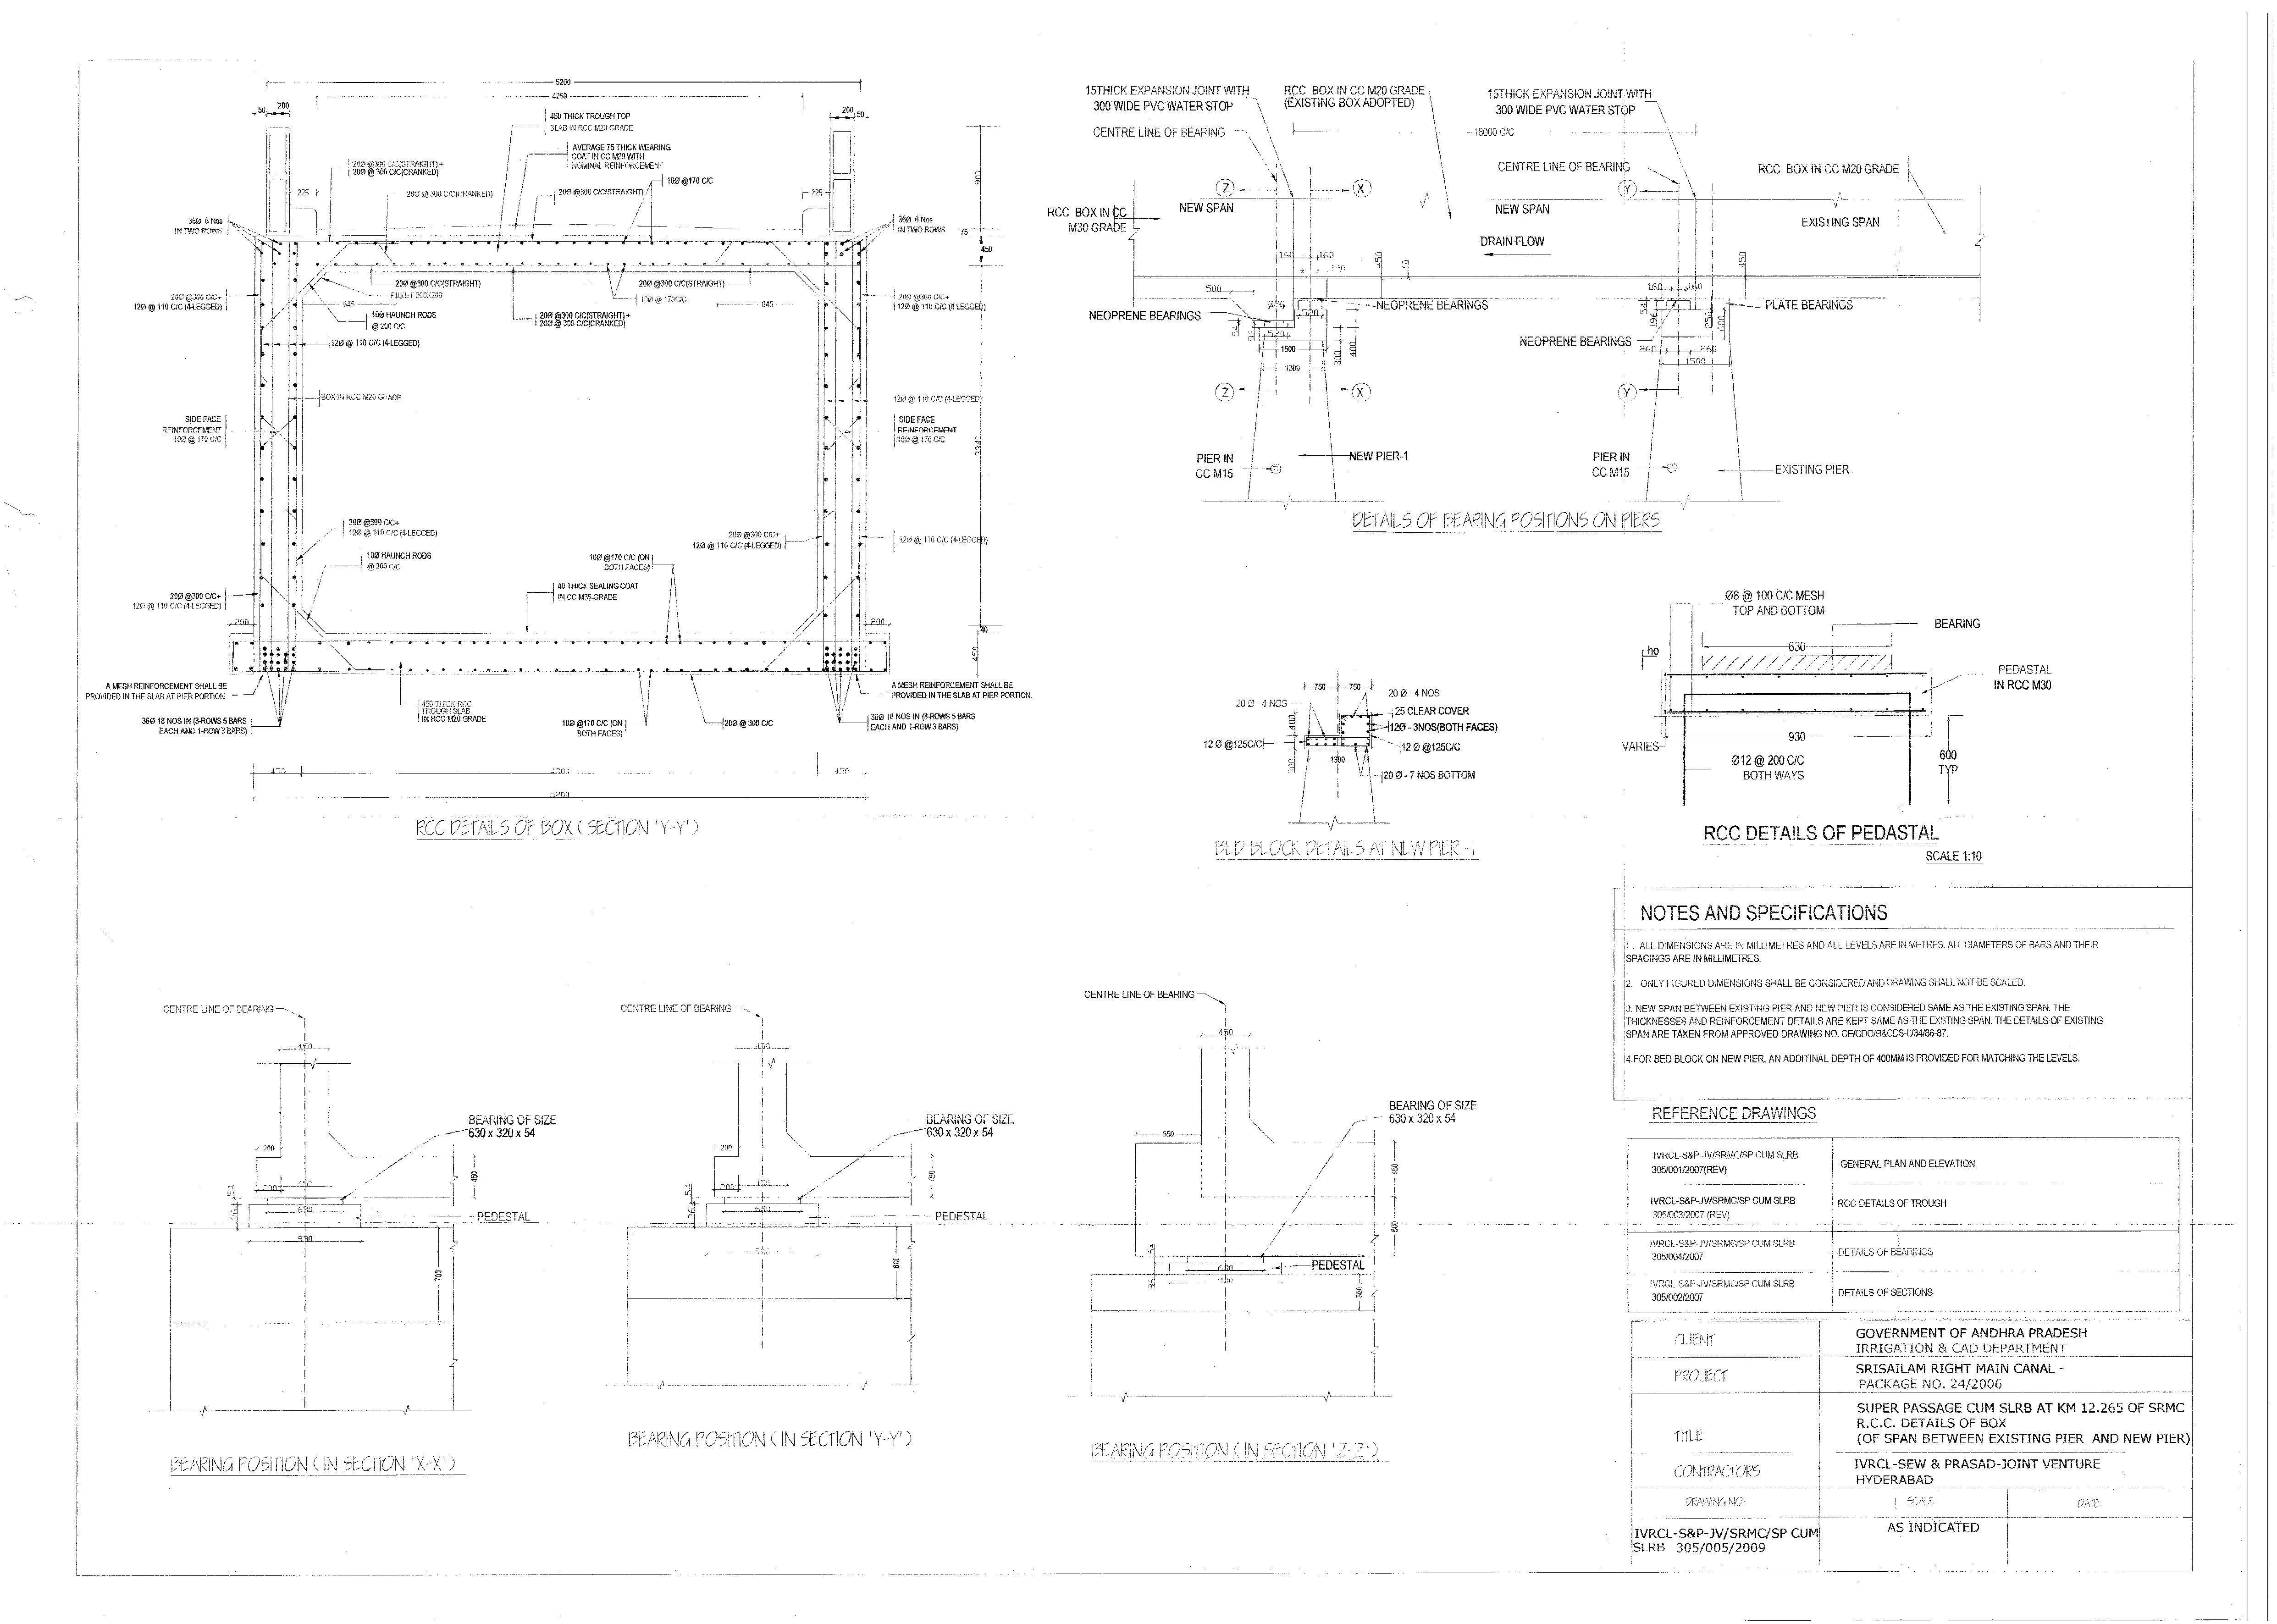 5200
4250
50
200
200
50
450 THICK TROUGH TOP
SLAB IN RCC M20 GRADE
AVERAGE 75 THICK WEARING
COAT IN CC M20 WITH
NOMINAL REINFORCEMENT
20Ø @300 C/C(STRAIGHT)+
20Ø @ 300 C/C(CRANKED)
10Ø @170 C/C
225
20Ø @ 300 C/C(CRANKED)
20Ø @300 C/C(STRAIGHT)
225
900
36Ø 6 Nos
IN TWO ROWS
36Ø 6 Nos
IN TWO ROWS
75
450
20Ø @300 C/C(STRAIGHT)
20Ø @300 C/C(STRAIGHT)
FILLET 200X200
10Ø @ 170C/C
20Ø @300 C/C+
12Ø @ 110 C/C (4-LEGGED)
645
645
20Ø @300 C/C+
12Ø @ 110 C/C (4-LEGGED)
10Ø HAUNCH RODS
@ 200 C/C
20Ø @300 C/C(STRAIGHT)+
20Ø @ 300 C/C(CRANKED)
12Ø @ 110 C/C (4-LEGGED)
BOX IN RCC M20 GRADE
12Ø @ 110 C/C (4-LEGGED)
SIDE FACE
REINFORCEMENT
10Ø @ 170 C/C
SIDE FACE
REINFORCEMENT
10Ø @ 170 C/C
20Ø @300 C/C+
12Ø @ 110 C/C (4-LEGGED)
20Ø @300 C/C+
12Ø @ 110 C/C (4-LEGGED)
12Ø @ 110 C/C (4-LEGGED)
10Ø HAUNCH RODS
@ 200 C/C
10Ø @170 C/C (ON
BOTH FACES)
40 THICK SEALING COAT
IN CC M35 GRADE
20Ø @300 C/C+
12Ø @ 110 C/C (4-LEGGED)
200
200
40
450
A MESH REINFORCEMENT SHALL BE
PROVIDED IN THE SLAB AT PIER PORTION.
A MESH REINFORCEMENT SHALL BE
PROVIDED IN THE SLAB AT PIER PORTION.
450 THICK RCC
TROUGH SLAB
IN RCC M20 GRADE
36Ø 18 NOS IN (3-ROWS 5 BARS
EACH AND 1-ROW 3 BARS)
10Ø @170 C/C (ON
BOTH FACES)
20Ø @ 300 C/C
36Ø 18 NOS IN (3-ROWS 5 BARS
EACH AND 1-ROW 3 BARS)
450
450
5200
RCC DETAILS OF BOX ( SECTION 'Y-Y')
15THICK EXPANSION JOINT WITH
300 WIDE PVC WATER STOP
RCC BOX IN CC M20 GRADE
(EXISTING BOX ADOPTED)
15THICK EXPANSION JOINT WITH
300 WIDE PVC WATER STOP
CENTRE LINE OF BEARING
18000 C/C
CENTRE LINE OF BEARING
RCC BOX IN CC M20 GRADE
Z
X
Y
RCC BOX IN CC
M30 GRADE
NEW SPAN
NEW SPAN
EXISTING SPAN
DRAIN FLOW
160
160
450
40
450
500
160
160
NEOPRENE BEARINGS
NEOPRENE BEARINGS
520
PLATE BEARINGS
54
196
250
600
NEOPRENE BEARINGS
54
1500
300
400
260
260
1500
1300
Z
X
Y
PIER IN
CC M15
NEW PIER-1
PIER IN
CC M15
EXISTING PIER
DETAILS OF BEARING POSITIONS ON PIERS
750
750
20 Ø - 4 NOS
20 Ø - 4 NOS
25 CLEAR COVER
12Ø - 3NOS(BOTH FACES)
400
12 Ø @125C/C
12 Ø @125C/C
300
1300
20 Ø - 7 NOS BOTTOM
BED BLOCK DETAILS AT NEW PIER -1
Ø8 @ 100 C/C MESH
TOP AND BOTTOM
BEARING
ho
630
PEDASTAL
IN RCC M30
930
VARIES
Ø12 @ 200 C/C
BOTH WAYS
600
TYP
RCC DETAILS OF PEDASTAL
SCALE 1:10
NOTES AND SPECIFICATIONS
1. ALL DIMENSIONS ARE IN MILLIMETRES AND ALL LEVELS ARE IN METRES. ALL DIAMETERS OF BARS AND THEIR
SPACINGS ARE IN MILLIMETRES.
2. ONLY FIGURED DIMENSIONS SHALL BE CONSIDERED AND DRAWING SHALL NOT BE SCALED.
3. NEW SPAN BETWEEN EXISTING PIER AND NEW PIER IS CONSIDERED SAME AS THE EXISTING SPAN. THE
THICKNESSES AND REINFORCEMENT DETAILS ARE KEPT SAME AS THE EXSTING SPAN. THE DETAILS OF EXISTING
SPAN ARE TAKEN FROM APPROVED DRAWING NO. CE/CDO/B&CDS-II/34/86-87.
4.FOR BED BLOCK ON NEW PIER, AN ADDITINAL DEPTH OF 400MM IS PROVIDED FOR MATCHING THE LEVELS.
REFERENCE DRAWINGS
IVRCL-S&P-JV/SRMC/SP CUM SLRB
305/001/2007(REV)
GENERAL PLAN AND ELEVATION
IVRCL-S&P-JV/SRMC/SP CUM SLRB
305/003/2007 (REV)
RCC DETAILS OF TROUGH
IVRCL-S&P-JV/SRMC/SP CUM SLRB
305/004/2007
DETAILS OF BEARINGS
IVRCL-S&P-JV/SRMC/SP CUM SLRB
305/002/2007
DETAILS OF SECTIONS
CLIENT
GOVERNMENT OF ANDHRA PRADESH
IRRIGATION & CAD DEPARTMENT
PROJECT
SRISAILAM RIGHT MAIN CANAL -
PACKAGE NO. 24/2006
TITLE
SUPER PASSAGE CUM SLRB AT KM 12.265 OF SRMC
R.C.C. DETAILS OF BOX
(OF SPAN BETWEEN EXISTING PIER AND NEW PIER)
CONTRACTORS
IVRCL-SEW & PRASAD-JOINT VENTURE
HYDERABAD
DRAWING NO:
SCALE
DATE
IVRCL-S&P-JV/SRMC/SP CUM
SLRB 305/005/2009
AS INDICATED
CENTRE LINE OF BEARING
450
BEARING OF SIZE
630 x 320 x 54
200
450
200
54
630
PEDESTAL
930
700
BEARING POSITION ( IN SECTION 'X-X')
CENTRE LINE OF BEARING
450
BEARING OF SIZE
630 x 320 x 54
200
450
200
54
630
PEDESTAL
930
600
BEARING POSITION ( IN SECTION 'Y-Y')
CENTRE LINE OF BEARING
450
BEARING OF SIZE
630 x 320 x 54
550
450
500
54
630
PEDESTAL
930
300
BEARING POSITION ( IN SECTION 'Z-Z')